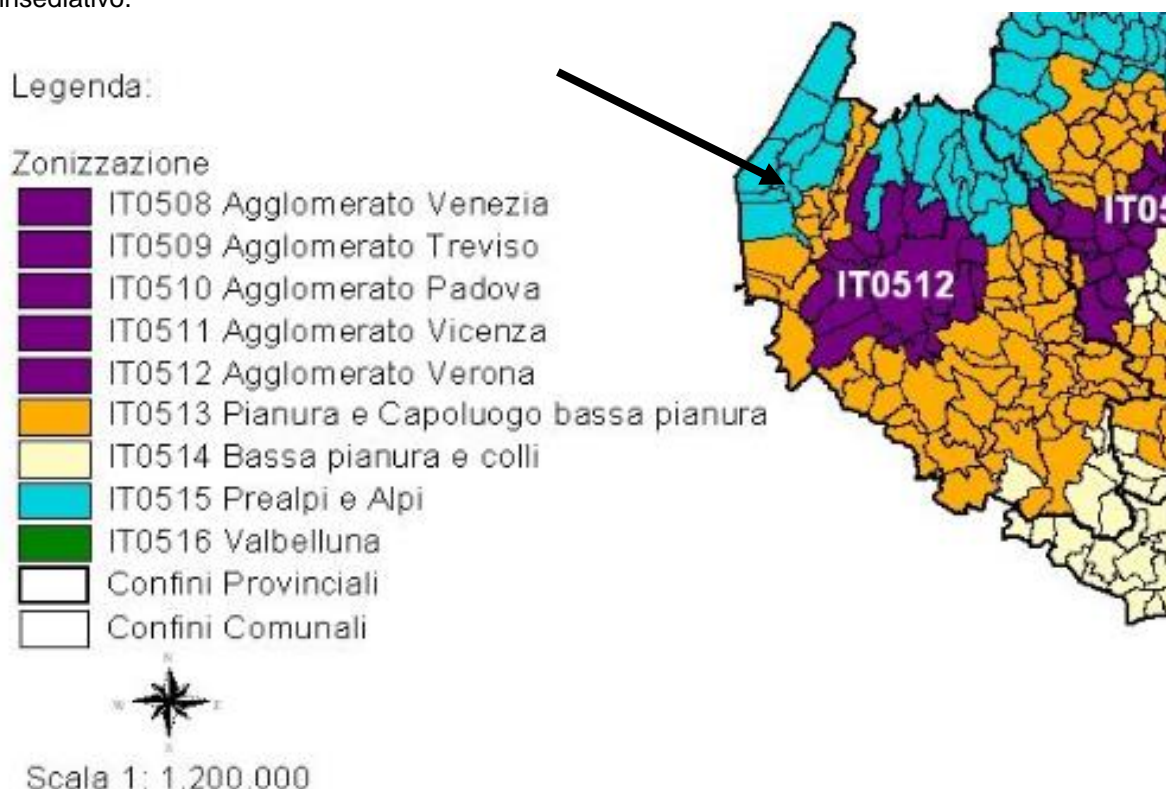 insediativo.
Legenda:
Zonizzazione
IT0508 Agglomerato Venezia
IT0509 Agglomerato Treviso
IT0510 Agglomerato Padova
IT0511 Agglomerato Vicenza
IT0512 Agglomerato Verona
IT0513 Pianura e Capoluogo bassa pianura
IT0514 Bassa pianura e colli
IT0515 Prealpi e Alpi
IT0516 Valbelluna
Confini Provinciali
Confini Comunali
N
W E
Scala 1: 1.200.000
IT05
IT0512